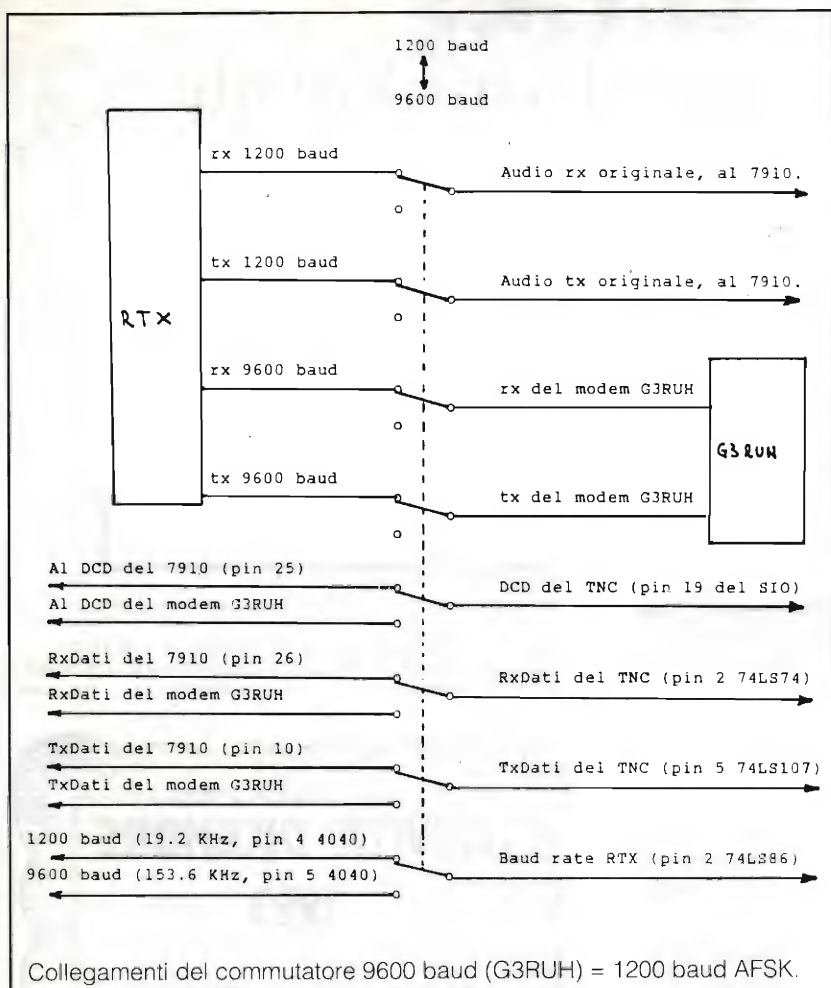 1200 baud
9600 baud
rx 1200 baud
Audio rx originale, al 7910.
tx 1200 baud
Audio tx originale, al 7910.
RTX
rx 9600 baud
rx del modem G3RUH
G3RUH
tx 9600 baud
tx del modem G3RUH
Al DCD del 7910 (pin 25)
DCD del TNC (pin 19 del SIO)
Al DCD del modem G3RUH
RxDati del 7910 (pin 26)
RxDati del TNC (pin 2 74LS74)
RxDati del modem G3RUH
TxDati del 7910 (pin 10)
TxDati del TNC (pin 5 74LS107)
TxDati del modem G3RUH
1200 baud (19.2 KHz, pin 4 4040)
Baud rate RTX (pin 2 74LS86)
9600 baud (153.6 KHz, pin 5 4040)
Collegamenti del commutatore 9600 baud (G3RUH) = 1200 baud AFSK.